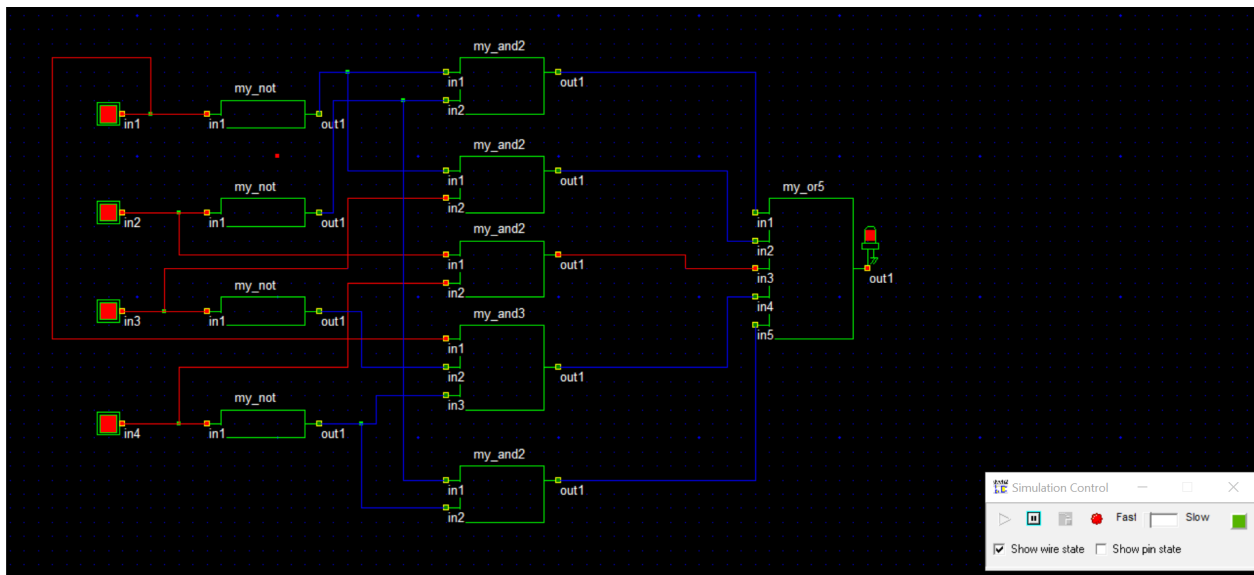 my_and2
in1
out1
in2
my_not
in1
in1
out1
my_and2
in1
out1
in2
my_not
in2
in1
out1
my_or5
in1
in2
in3
in4
in5
out1
my_and2
in1
out1
in2
my_not
in3
in1
out1
my_and3
in1
in2
out1
in3
my_not
in4
in1
out1
my_and2
in1
out1
in2
Simulation Control
Fast Slow
Show wire state Show pin state